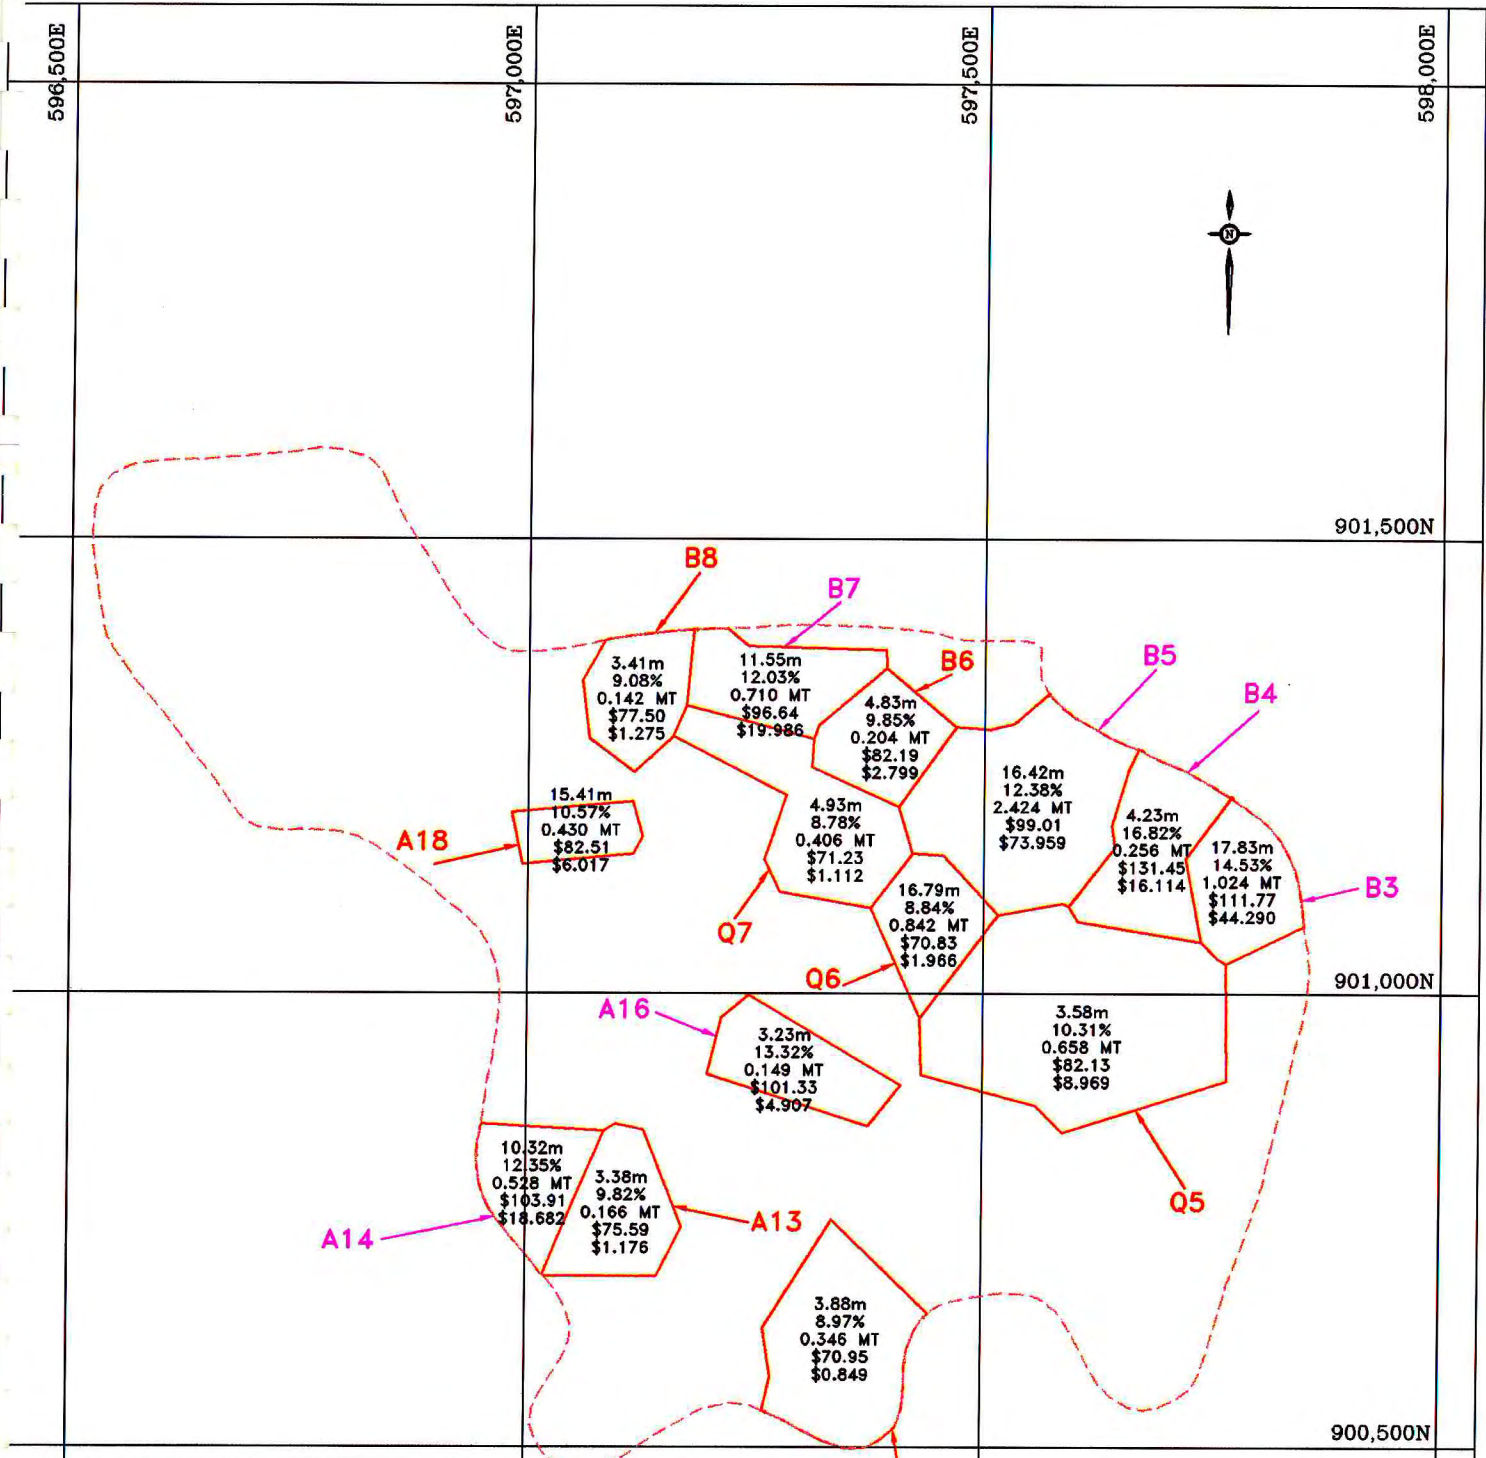 596,500E
597,000E
597,500E
598,000E
N
901,500N
B8
B7
B6
B5
B4
B3
3.41m
9.08%
0.142 MT
$77.50
$1.275
11.55m
12.03%
0.710 MT
$96.64
$19.986
4.83m
9.85%
0.204 MT
$82.19
$2.799
16.42m
12.38%
2.424 MT
$99.01
$73.959
4.23m
16.82%
0.256 MT
$131.45
$16.114
17.83m
14.53%
1.024 MT
$111.77
$44.290
A18
15.41m
10.57%
0.430 MT
$82.51
$6.017
4.93m
8.78%
0.406 MT
$71.23
$1.112
Q7
16.79m
8.84%
0.842 MT
$70.83
$1.966
Q6
901,000N
A16
3.23m
13.32%
0.149 MT
$101.33
$4.907
3.58m
10.31%
0.658 MT
$82.13
$8.969
Q5
10.32m
12.35%
0.528 MT
$103.91
$18.682
A14
3.38m
9.82%
0.166 MT
$75.59
$1.176
A13
3.88m
8.97%
0.346 MT
$70.95
$0.849
900,500N